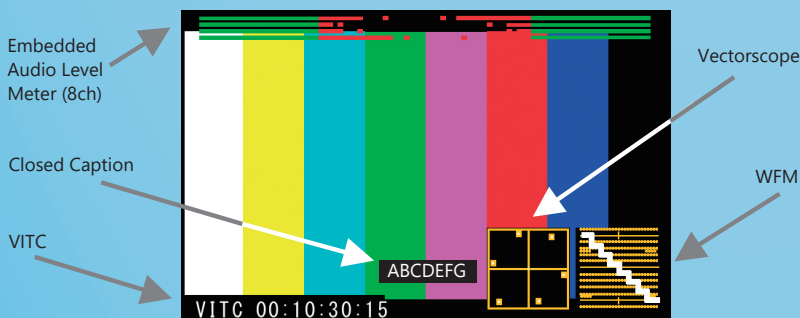 Embedded
Audio Level
Meter (8ch)
Closed Caption
VITC
Vectorscope
WFM
ABCDEFG
VITC 00:10:30:15